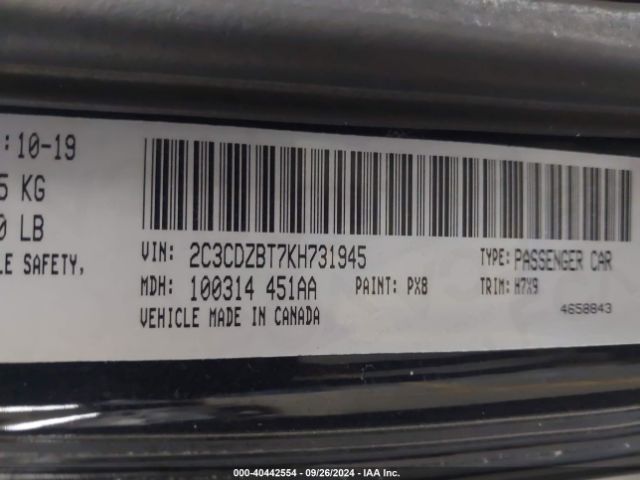 : 10-19
5 KG
0 LB
LE SAFETY,
VIN: 2C3CDZBT7KH731945
TYPE: PASSENGER CAR
MDH: 100314 451AA
PAINT: PX8
TRIM: H7X9
VEHICLE MADE IN CANADA
4658843
000-40442554 - 09/26/2024 - IAA Inc.